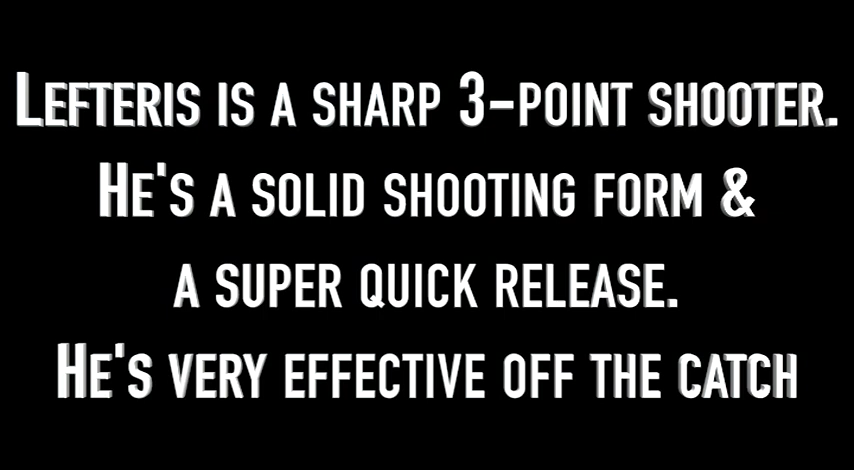 Lefteris is a sharp 3-point shooter.
He's a solid shooting form &
a super quick release.
He's very effective off the catch